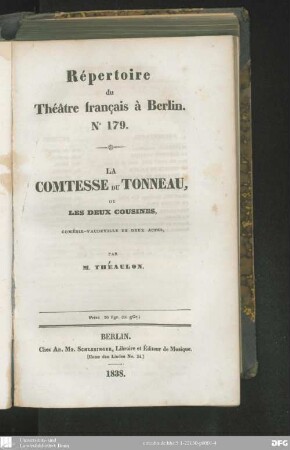 Répertoire
du
Théâtre français à Berlin.
N° 179.
LA
COMTESSE DU TONNEAU,
OU
LES DEUX COUSINES,
COMÉDIE-VAUDEVILLE EN DEUX ACTES,
PAR
M. THÉAULON.
BERLIN.
Chez Ad. Mt. Schlesinger, Libraire et Éditeur de Musique.
1838.
DFG